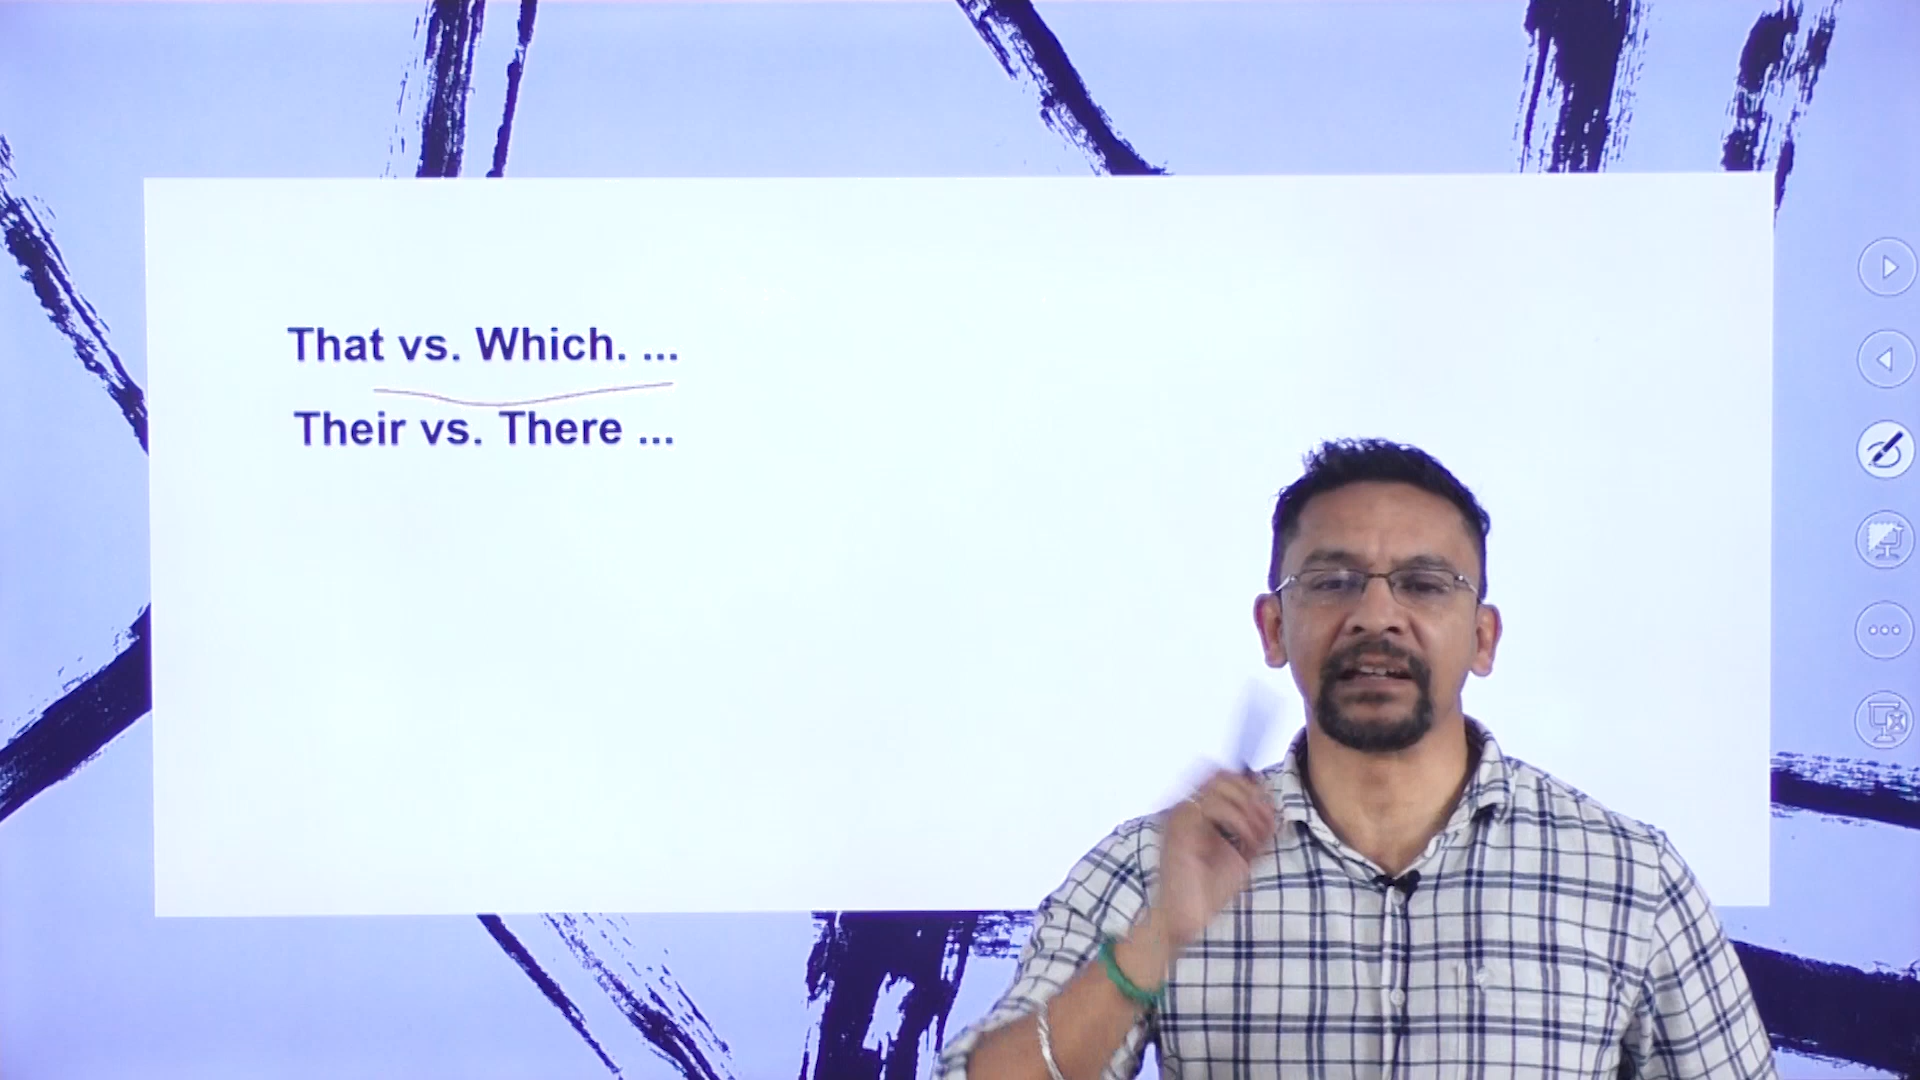 That vs. Which. ...
Their vs. There ...